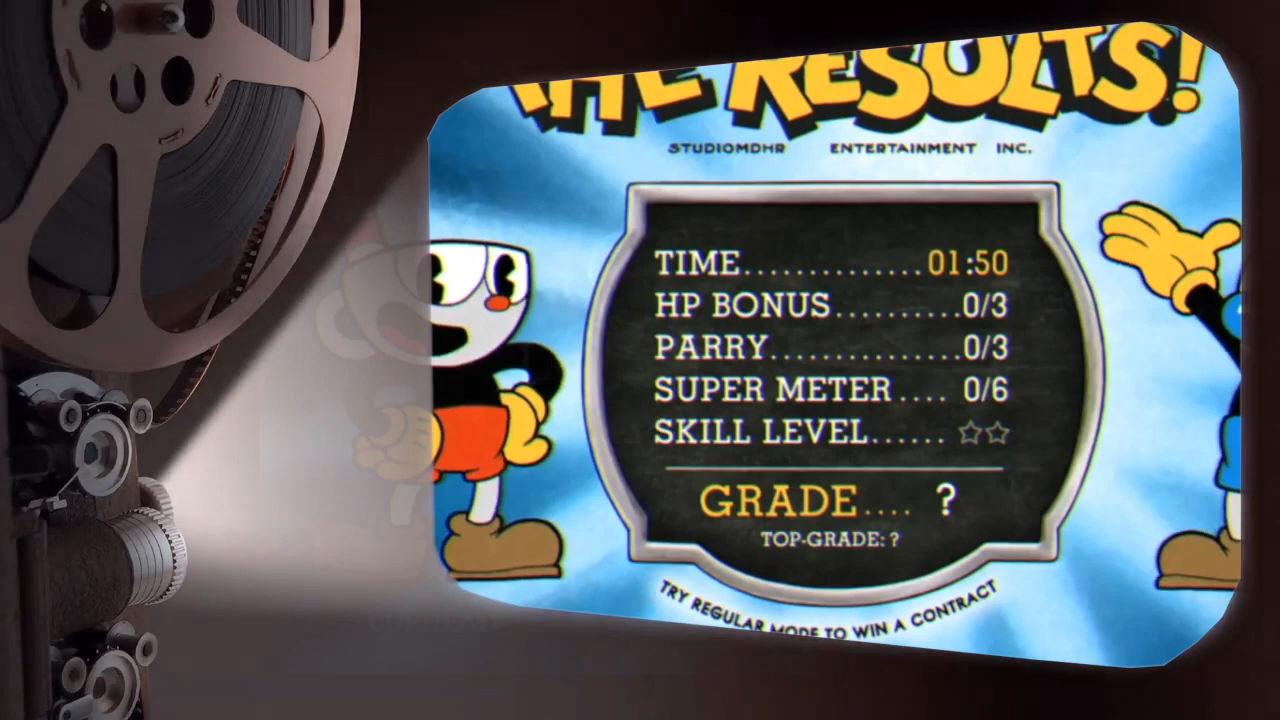 THE RESULTS!
STUDIOMDHR ENTERTAINMENT INC.
TIME..............01:50
HP BONUS..........0/3
PARRY...............0/3
SUPER METER.... 0/6
SKILL LEVEL......
GRADE.... ?
TOP-GRADE: ?
TRY REGULAR MODE TO WIN A CONTRACT